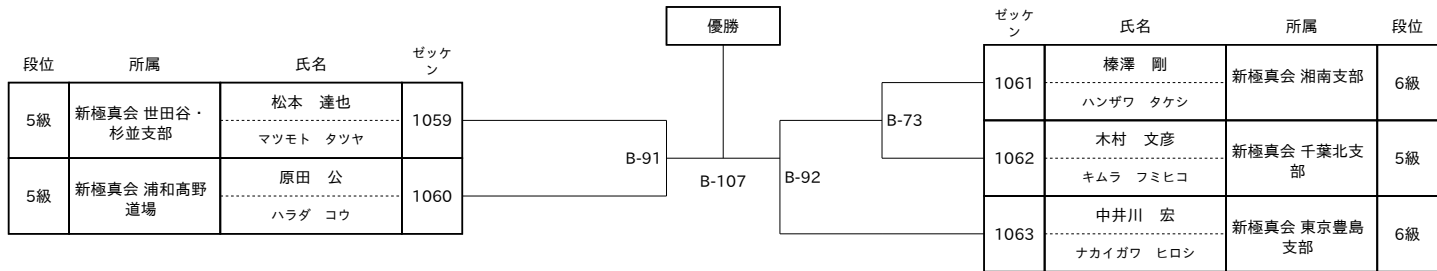 優勝
段位 所属 氏名 ゼッケ
ン
5級 新極真会 世田谷・
杉並支部 松本 達也
マツモト タツヤ 1059
5級 新極真会 浦和髙野
道場 原田 公
ハラダ コウ 1060
B-91
B-107
B-92
B-73
ゼッケ
ン 氏名 所属 段位
1061 榛澤 剛
ハンザワ タケシ 新極真会 湘南支部 6級
1062 木村 文彦
キムラ フミヒコ 新極真会 千葉北支
部 5級
1063 中井川 宏
ナカイガワ ヒロシ 新極真会 東京豊島
支部 6級